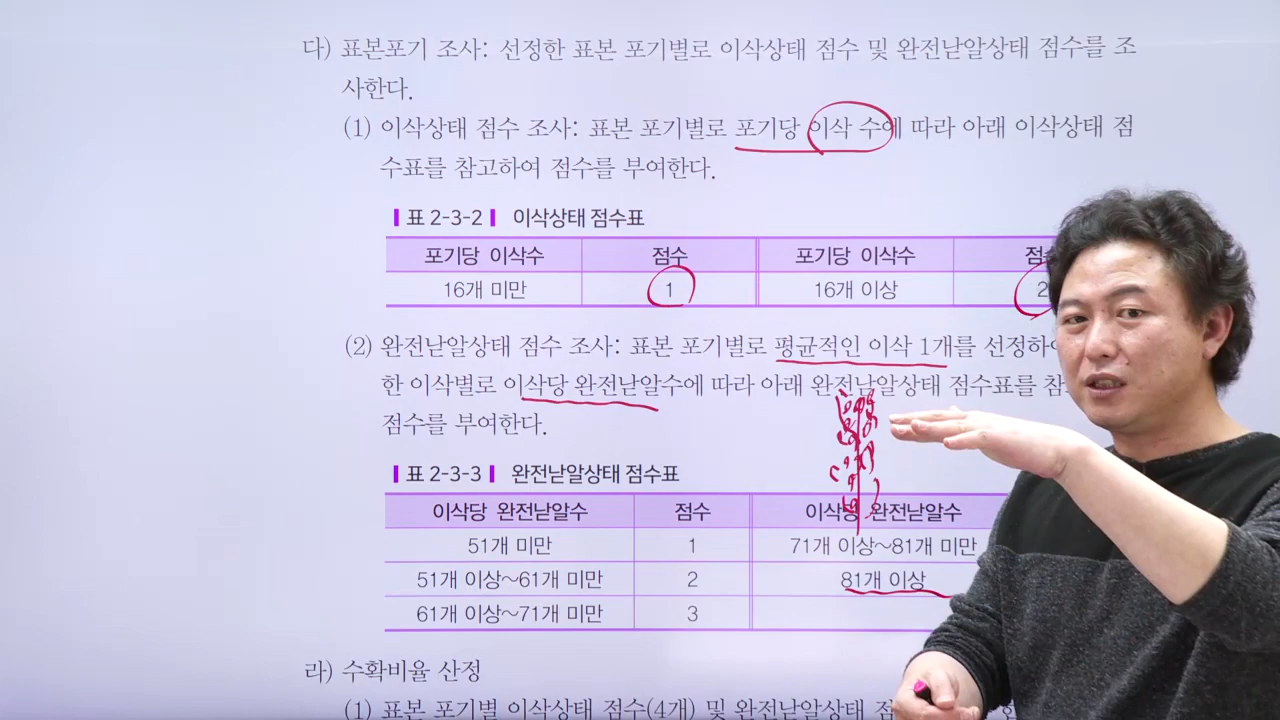 다) 표본포기 조사: 선정한 표본 포기별로 이삭상태 점수 및 완전낟알상태 점수를 조
사한다.
(1) 이삭상태 점수 조사: 표본 포기별로 포기당 이삭 수에 따라 아래 이삭상태 점
수표를 참고하여 점수를 부여한다.
표 2-3-2 이삭상태 점수표
포기당 이삭수 점수 포기당 이삭수
16개 미만 1 16개 이상 2
(2) 완전낟알상태 점수 조사: 표본 포기별로 평균적인 이삭 1개를
한 이삭별로 이삭당 완전낟알수에 따라 아래 완전낟알상태 점수표를
점수를 부여한다.
표 2-3-3 완전낟알상태 점수표
이삭당 완전낟알수 점수 이삭당 완전낟알수
51개 미만 1 71개 이상~81개 미만
51개 이상~61개 미만 2 81개 이상
61개 이상~71개 미만 3
라) 수확비율 산정
(1) 표본 포기별 이삭상태 점수(4개) 및 완전낟알상태